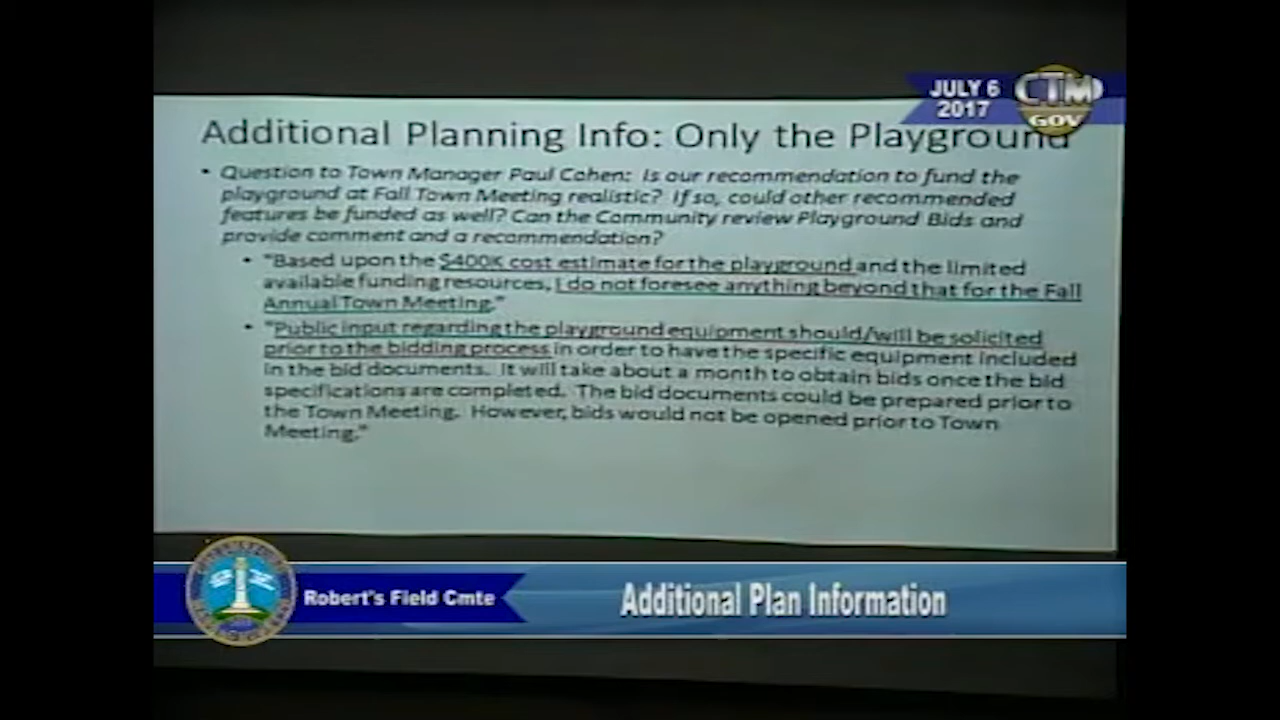 JULY 6
2017
CTM
GOV
Additional Planning Info: Only the Playground
• Question to Town Manager Paul Cohen: Is our recommendation to fund the
playground at Fall Town Meeting realistic? If so, could other recommended
features be funded as well? Can the Community review Playground Bids and
provide comment and a recommendation?
• "Based upon the $400K cost estimate for the playground and the limited
available funding resources, I do not foresee anything beyond that for the Fall
Annual Town Meeting."
• "Public input regarding the playground equipment should/will be solicited
prior to the bidding process in order to have the specific equipment included
in the bid documents. It will take about a month to obtain bids once the bid
specifications are completed. The bid documents could be prepared prior to
the Town Meeting. However, bids would not be opened prior to Town
Meeting."
Robert's Field Cmte
Additional Plan Information